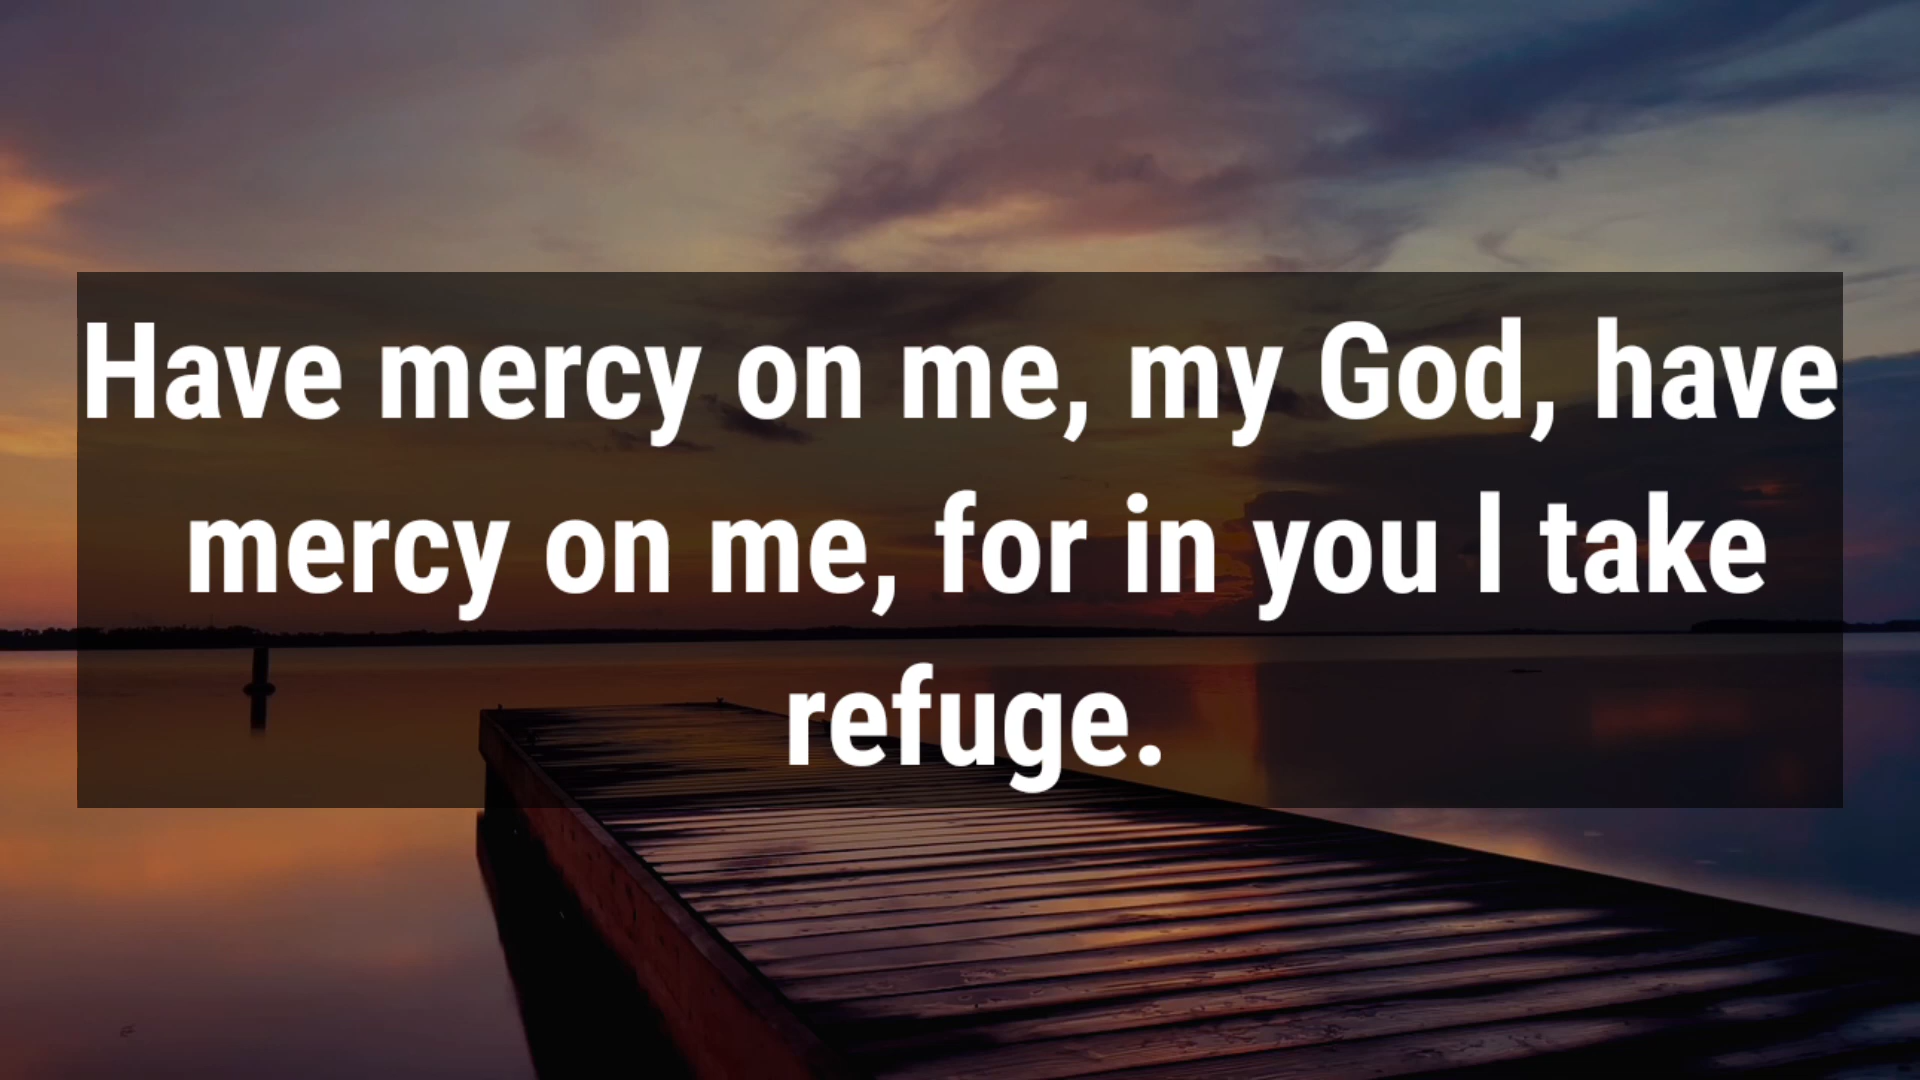 Have mercy on me, my God, have
mercy on me, for in you I take
refuge.